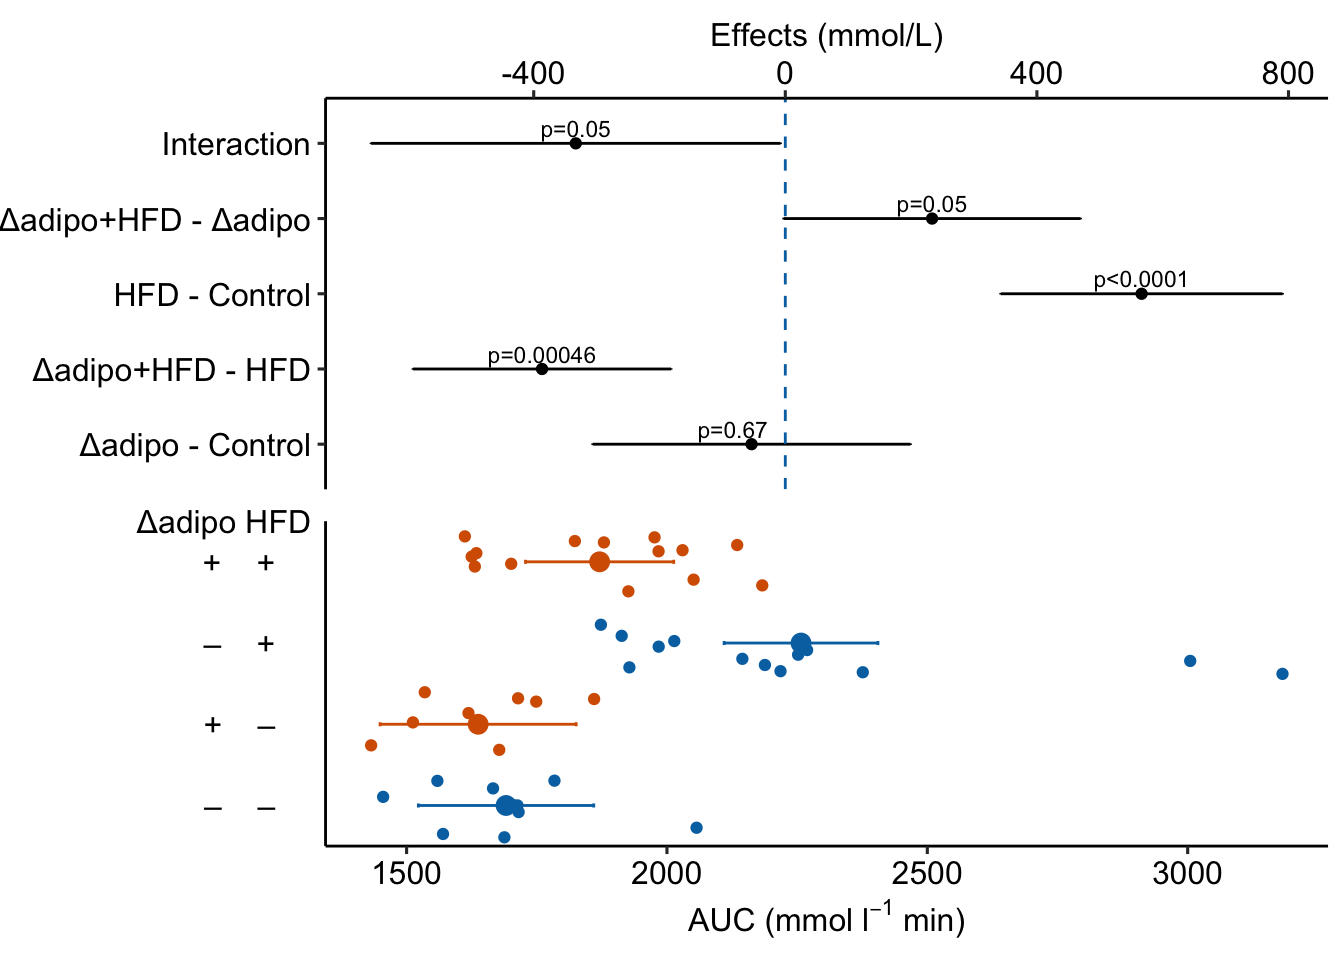 Effects (mmol/L)
-400 0 400 800
Interaction
p=0.05
Δadipo+HFD - Δadipo
p=0.05
HFD - Control
p<0.0001
Δadipo+HFD - HFD
p=0.00046
Δadipo - Control
p=0.67
Δadipo HFD
+ +
– +
+ –
– –
1500 2000 2500 3000
AUC (mmol l⁻¹ min)